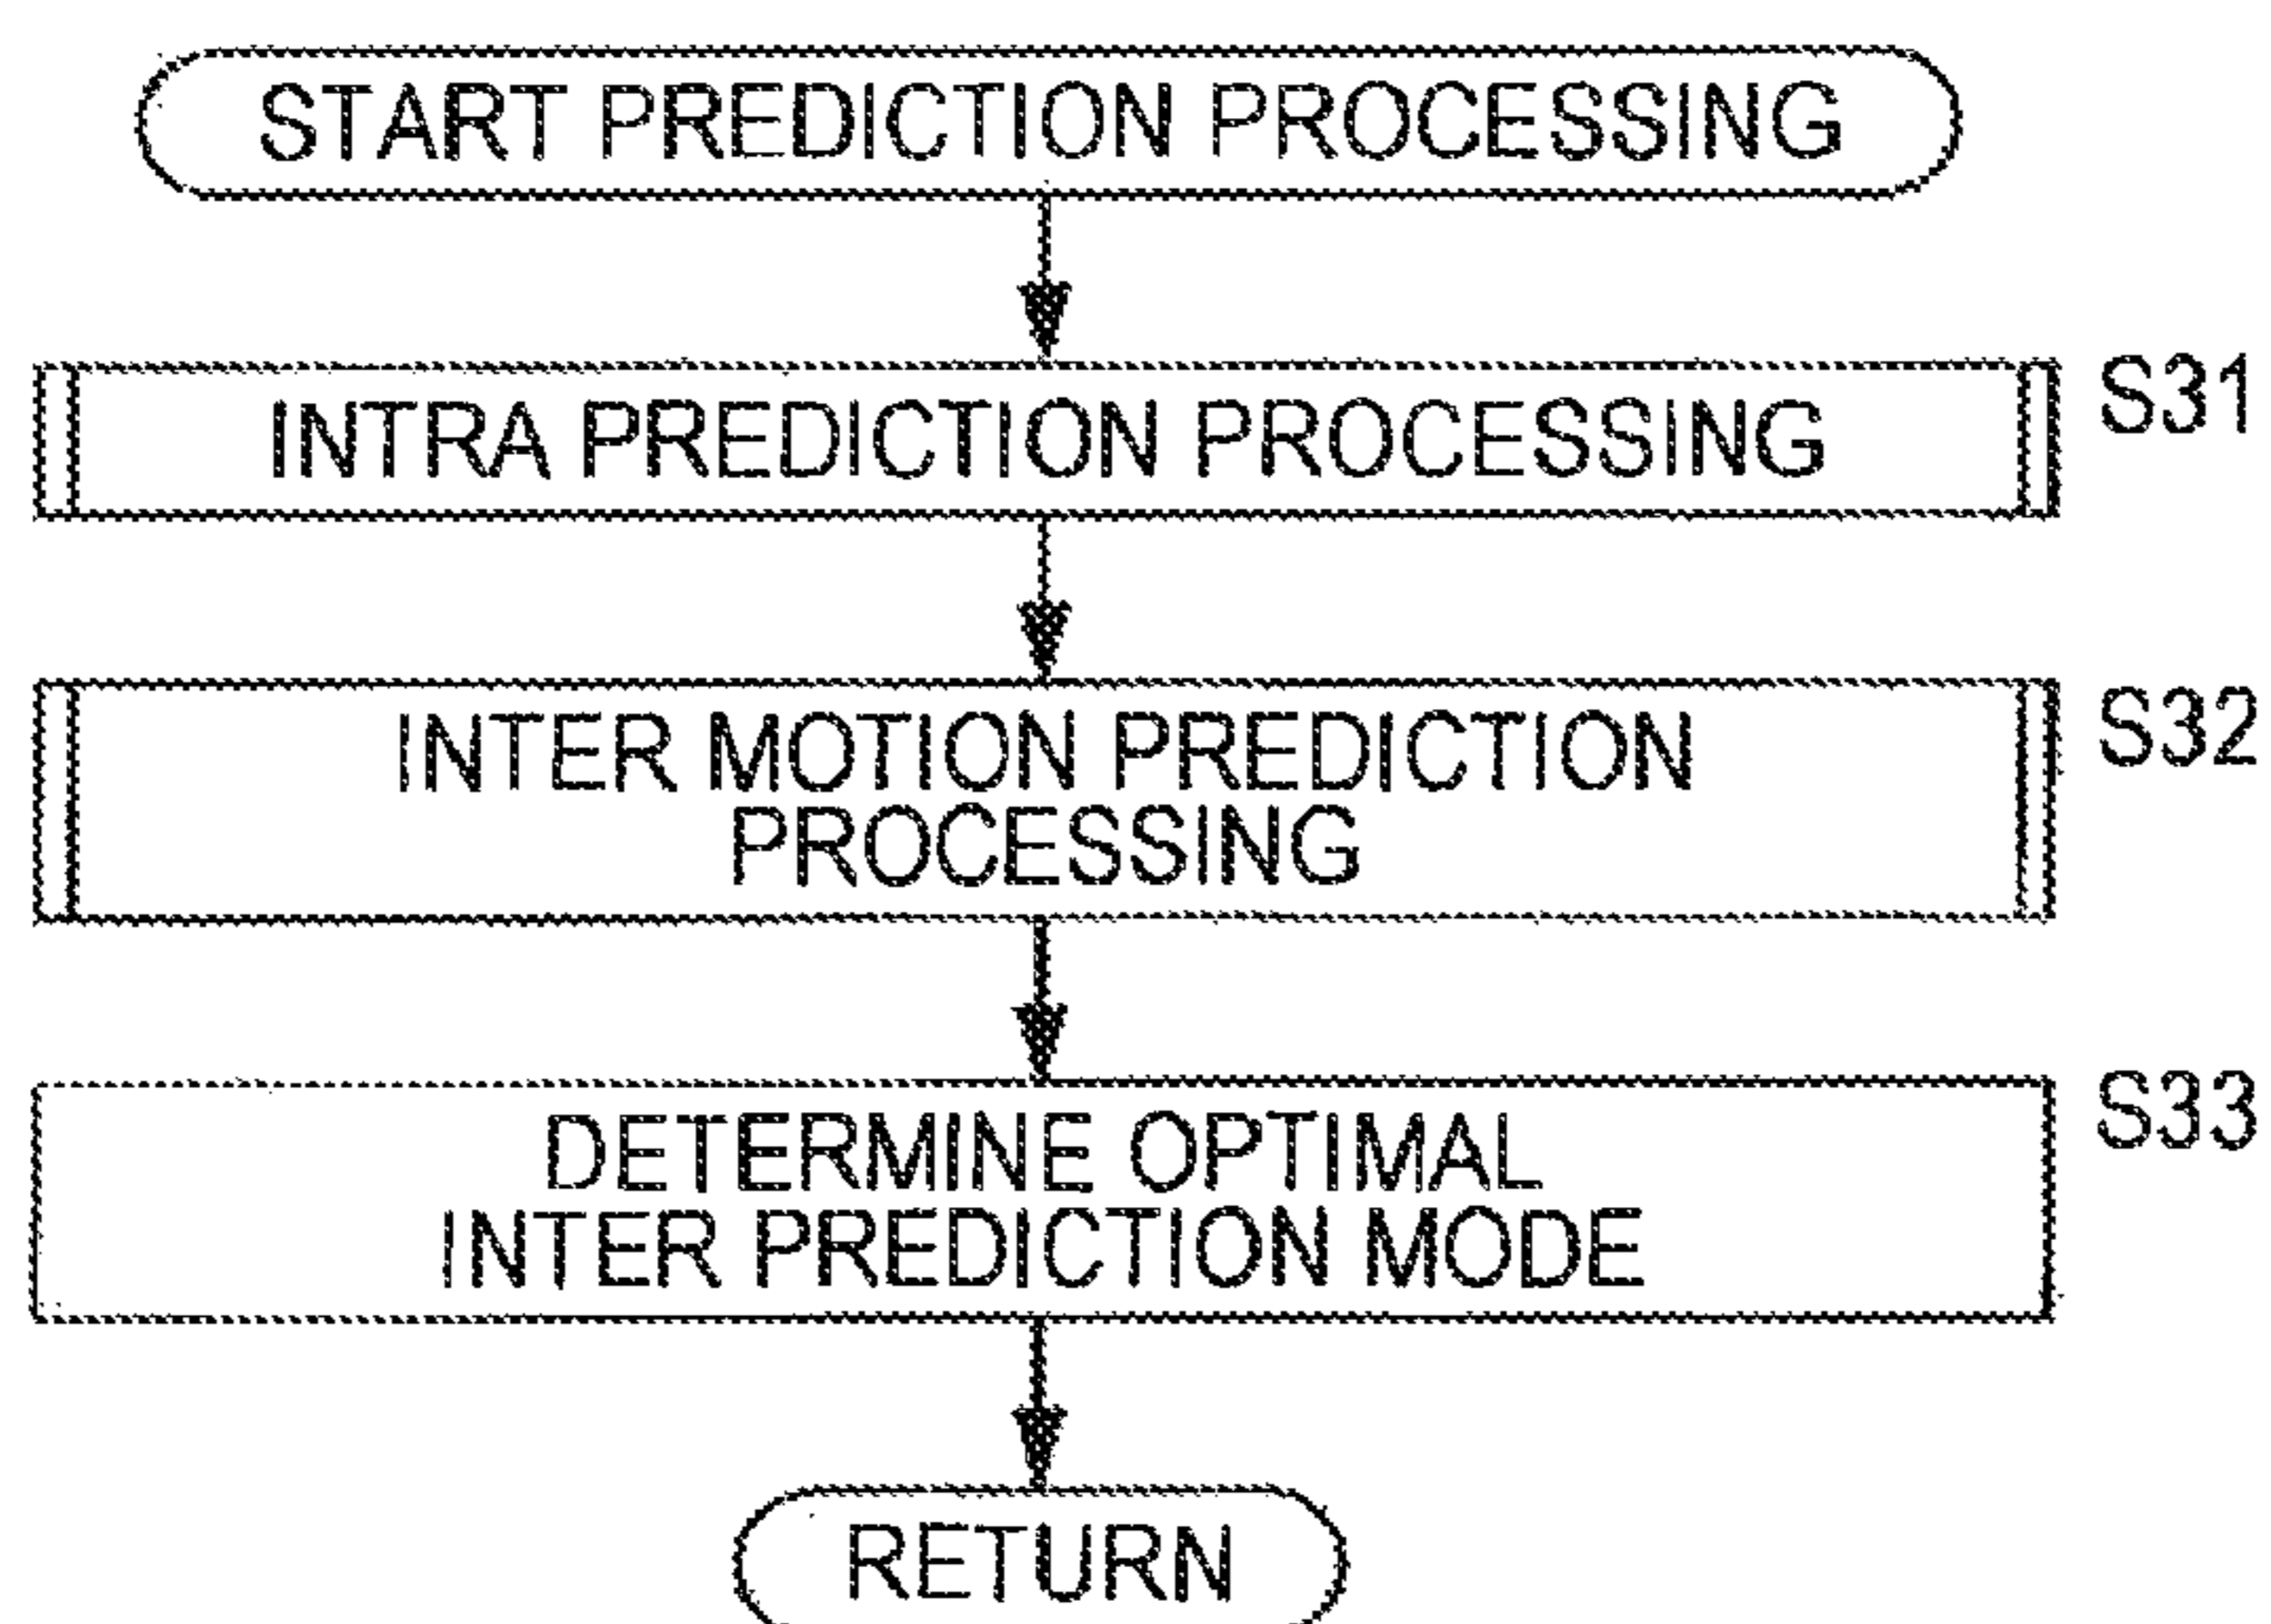 START PREDICTION PROCESSING
INTRA PREDICTION PROCESSING
S31
INTER MOTION PREDICTION
PROCESSING
S32
DETERMINE OPTIMAL
INTER PREDICTION MODE
S33
RETURN